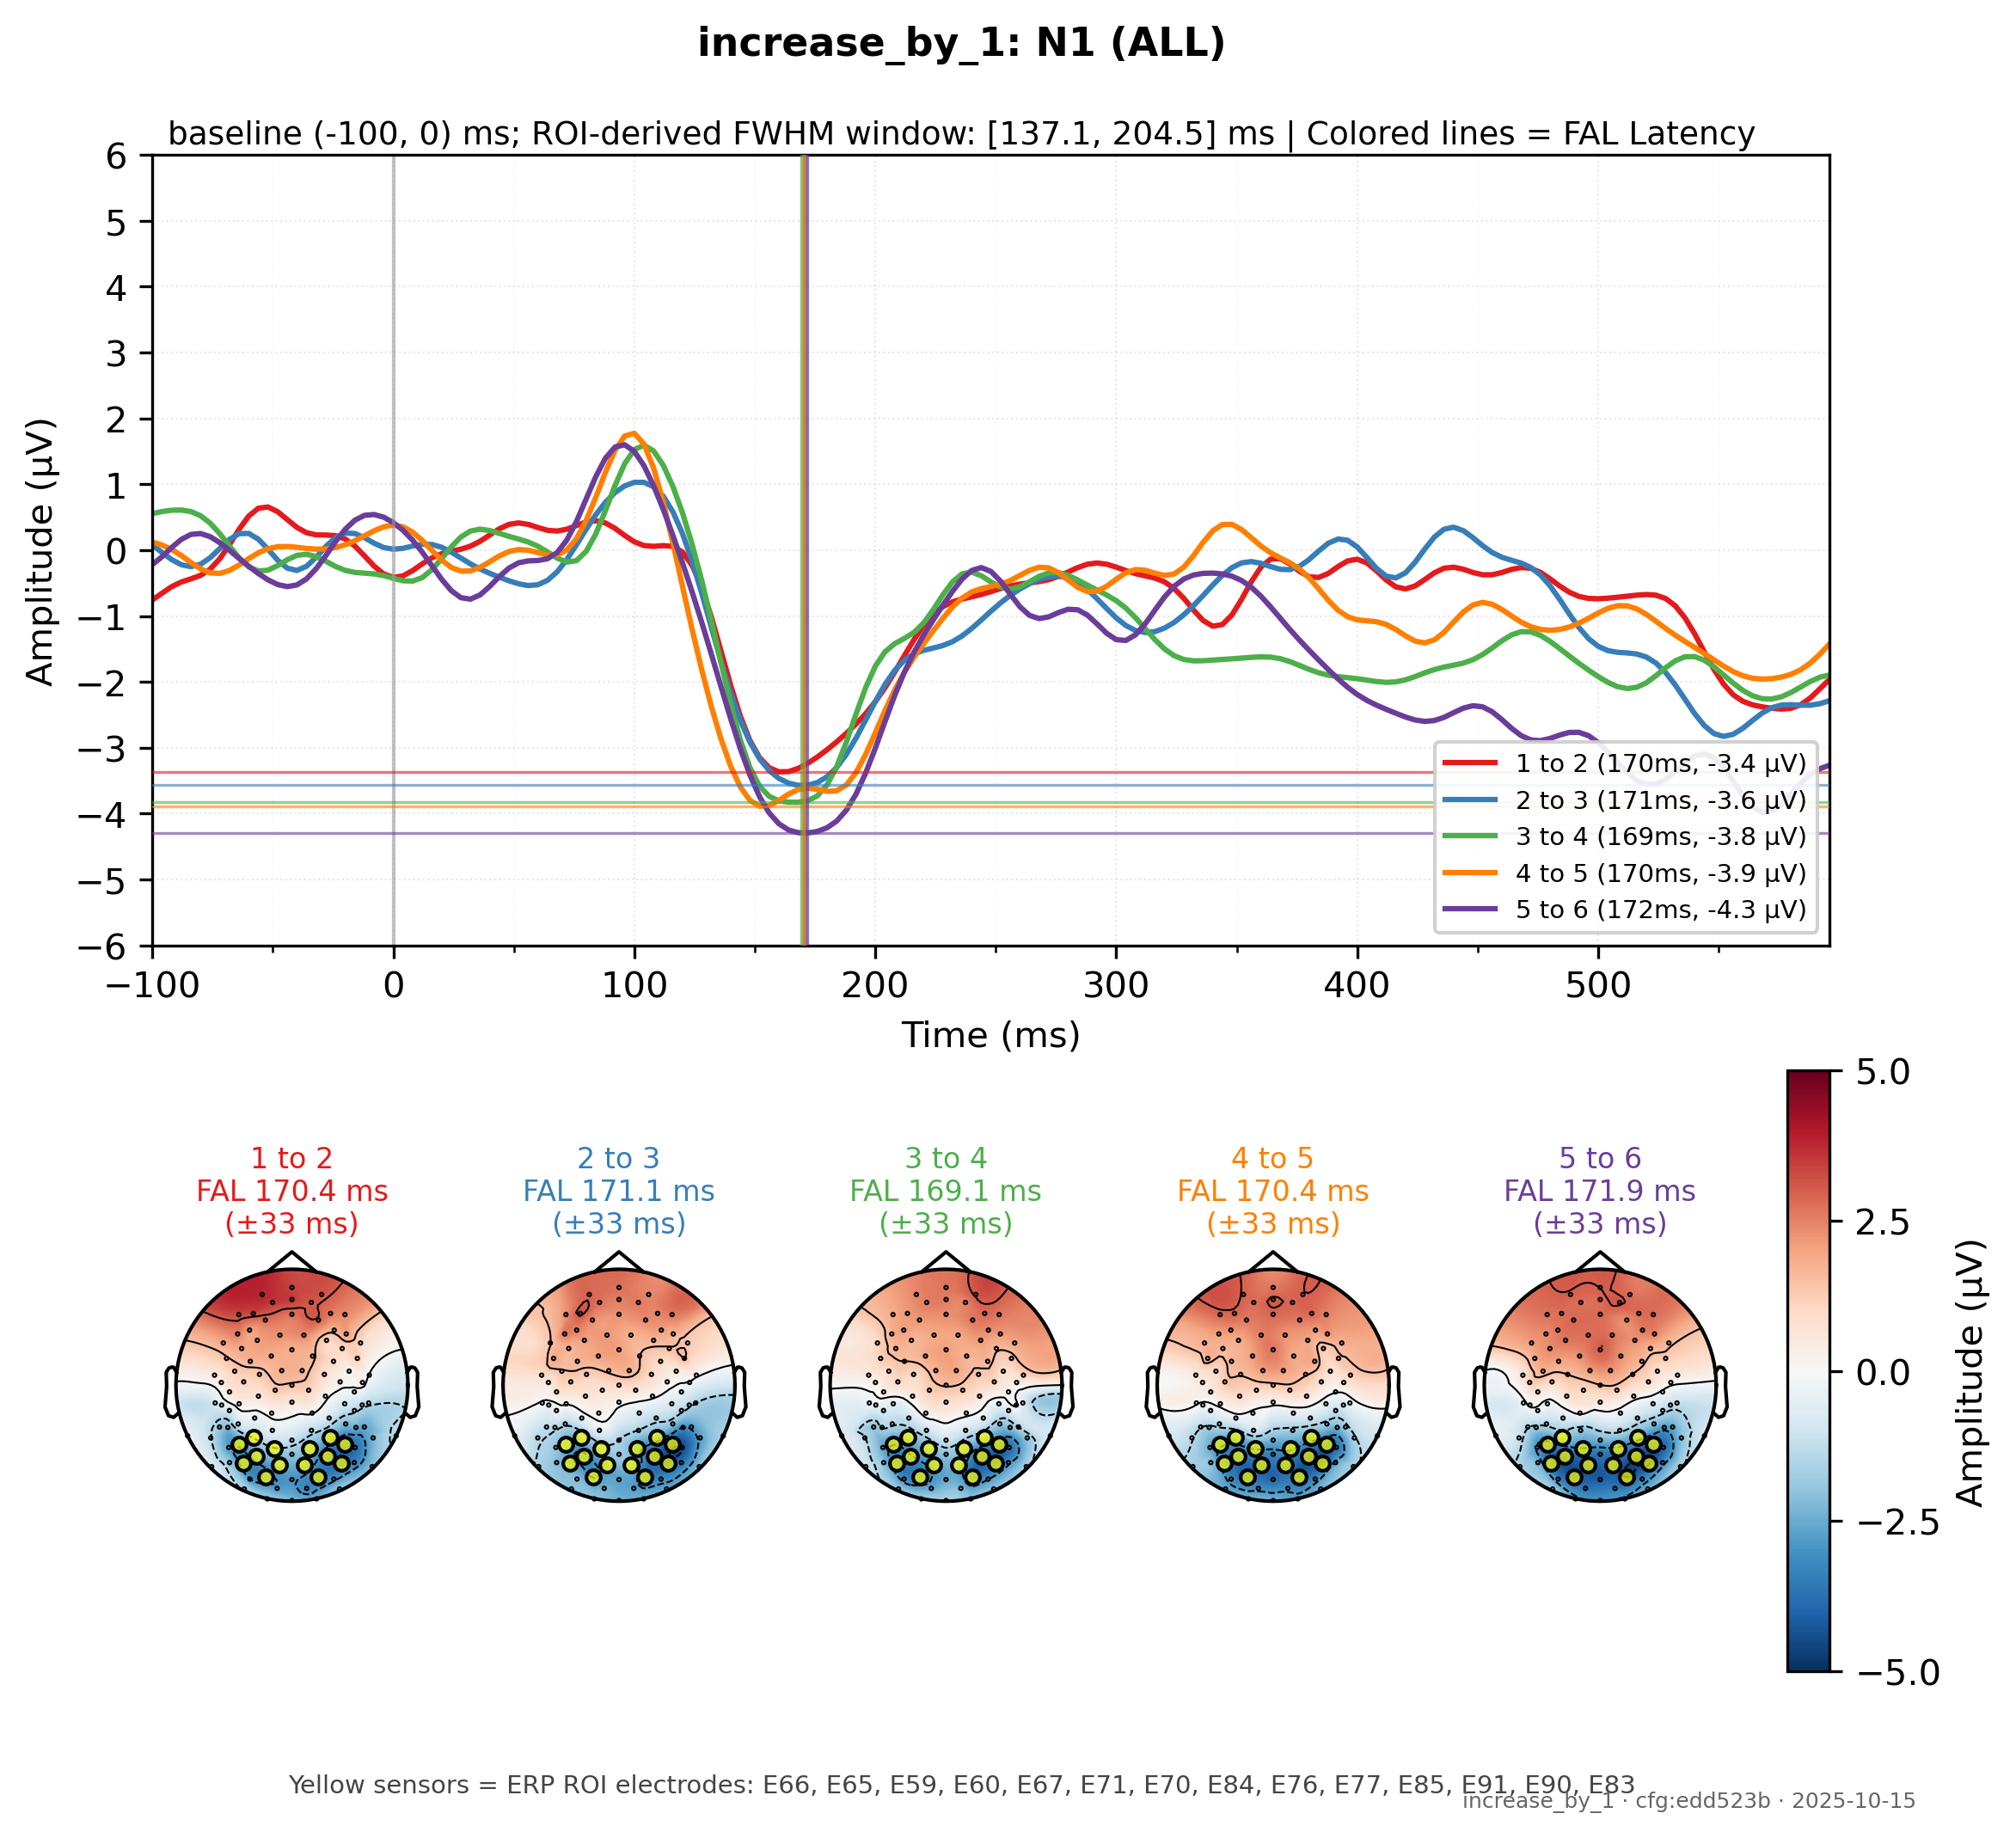 increase_by_1: N1 (ALL)
baseline (-100, 0) ms; ROI-derived FWHM window: [137.1, 204.5] ms | Colored lines = FAL Latency
6
5
4
3
2
1
0
−1
−2
−3
−4
−5
−6
Amplitude (µV)
1 to 2 (170ms, -3.4 µV)
2 to 3 (171ms, -3.6 µV)
3 to 4 (169ms, -3.8 µV)
4 to 5 (170ms, -3.9 µV)
5 to 6 (172ms, -4.3 µV)
−100 0 100 200 300 400 500
Time (ms)
1 to 2
FAL 170.4 ms
(±33 ms)
2 to 3
FAL 171.1 ms
(±33 ms)
3 to 4
FAL 169.1 ms
(±33 ms)
4 to 5
FAL 170.4 ms
(±33 ms)
5 to 6
FAL 171.9 ms
(±33 ms)
5.0
2.5
0.0
−2.5
−5.0
Amplitude (µV)
Yellow sensors = ERP ROI electrodes: E66, E65, E59, E60, E67, E71, E70, E84, E76, E77, E85, E91, E90, E83
increase_by_1 · cfg:edd523b · 2025-10-15